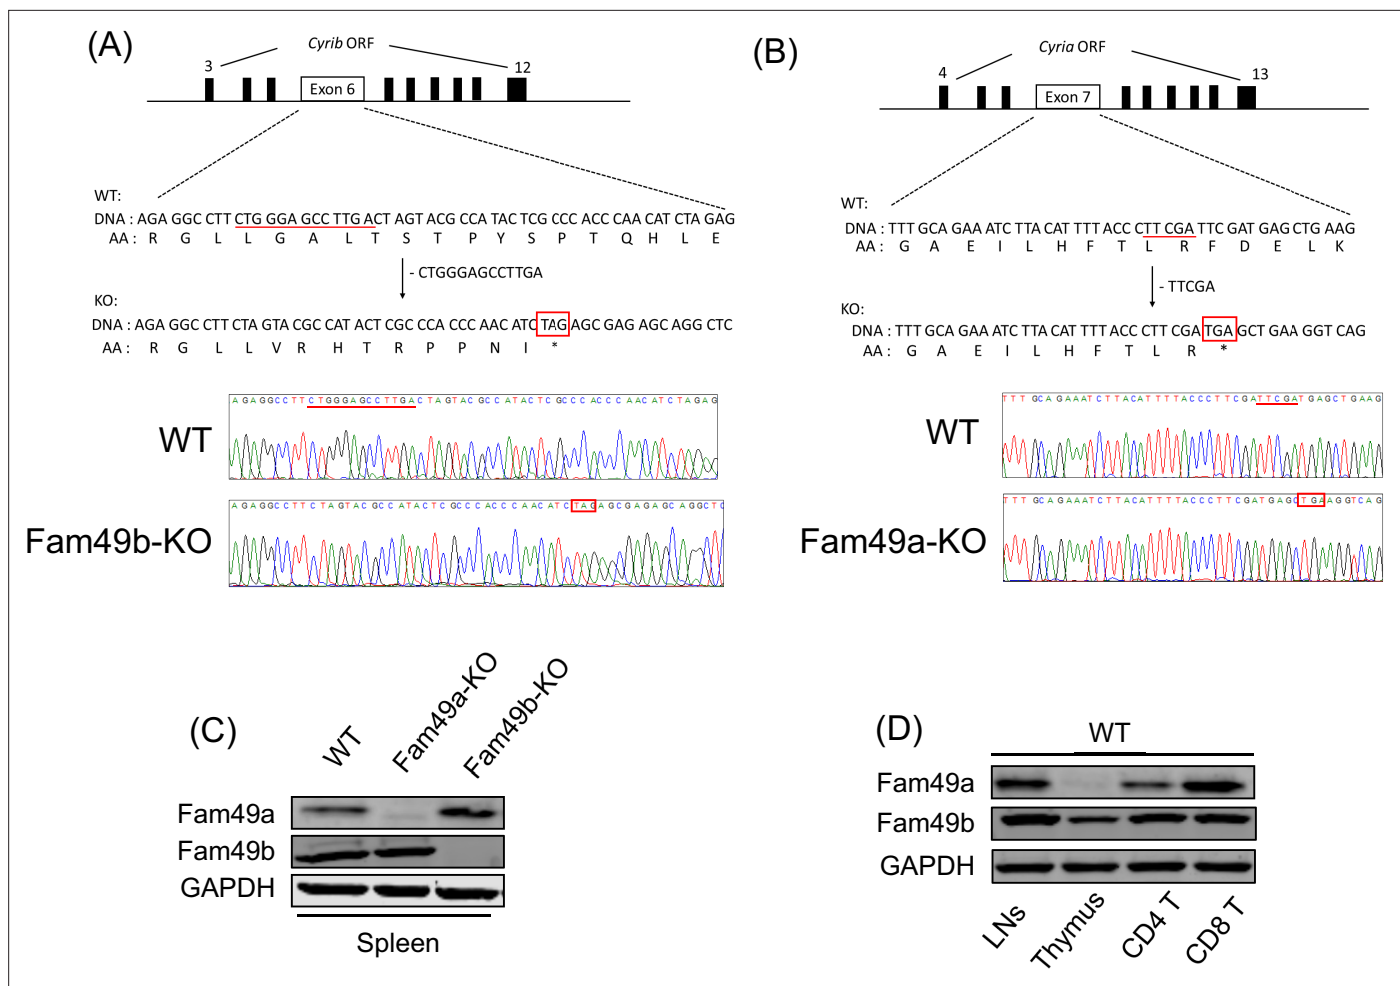 (A)
Cyrib ORF
3
12
Exon 6
WT:
DNA : AGA GGC CTT CTG GGA GCC TTG ACT AGT ACG CCA TAC TCG CCC ACC CAA CAT CTA GAG
AA : R G L L G A L T S T P Y S P T Q H L E
- CTGGGAGCCTTGA
KO:
DNA : AGA GGC CTT CTA GTA CGC CAT ACT CGC CCA CCC AAC ATC TAG AGC GAG AGC AGG CTC
AA : R G L L V R H T R P P N I *
AGAGGCCTTCTGGGAGCCTTGACTAGTACGCCATACTCGCCCACCCAACATCTAGAG
WT
AGAGGCCTTCTAGTACGCCATACTCGCCCACCCAACATCTAGAGCGAGAGCAGGCTC
Fam49b-KO
(B)
Cyria ORF
4
13
Exon 7
WT:
DNA : TTT GCA GAA ATC TTA CAT TTT ACC CTT CGA TTC GAT GAG CTG AAG
AA : G A E I L H F T L R F D E L K
- TTCGA
KO:
DNA : TTT GCA GAA ATC TTA CAT TTT ACC CTT CGA TGA GCT GAA GGT CAG
AA : G A E I L H F T L R *
TTTGCAGAAATCTTACATTTTACCCTTCGATTCGATGAGCTGAAG
WT
TTTGCAGAAATCTTACATTTTACCCTTCGATGAGCTGAAGGTCAG
Fam49a-KO
(C)
WT
Fam49a-KO
Fam49b-KO
Fam49a
Fam49b
GAPDH
Spleen
(D)
WT
Fam49a
Fam49b
GAPDH
LNs
Thymus
CD4 T
CD8 T